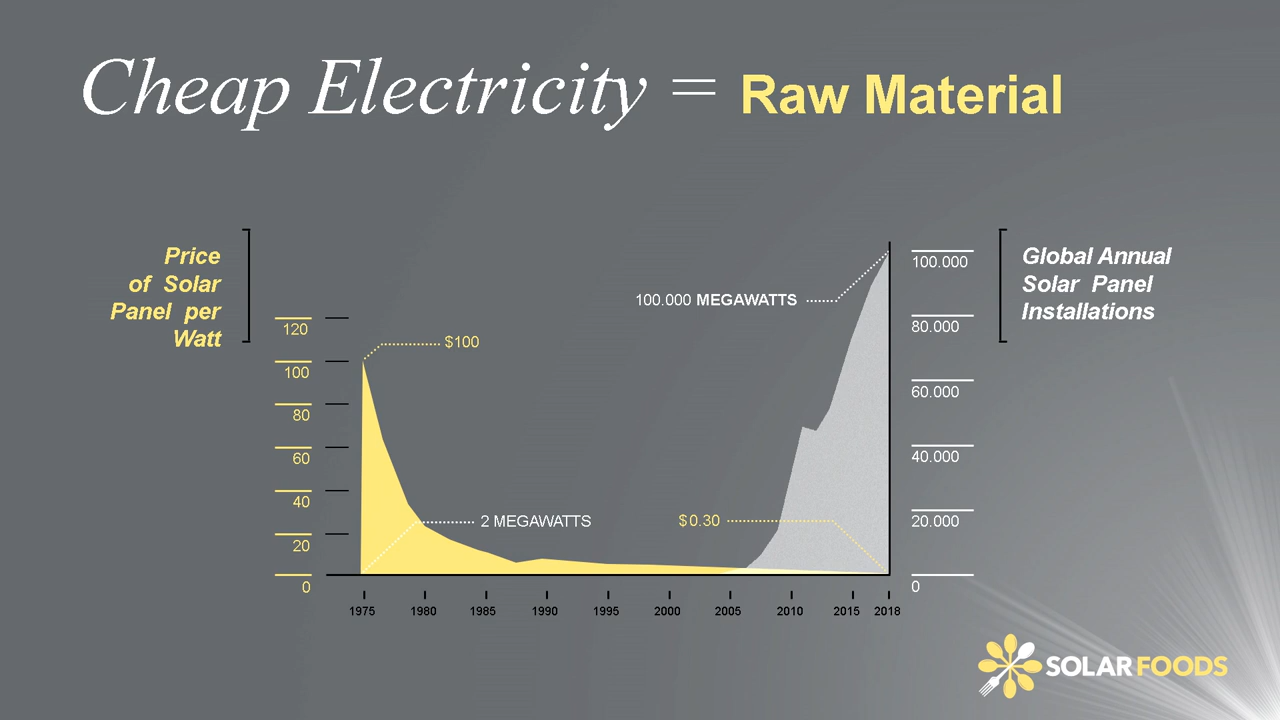 Cheap Electricity = Raw Material
Price
of Solar
Panel per
Watt
120
100
80
60
40
20
0
$100
2 MEGAWATTS
100.000 MEGAWATTS
$0.30
1975 1980 1985 1990 1995 2000 2005 2010 2015 2018
100.000
80.000
60.000
40.000
20.000
0
Global Annual
Solar Panel
Installations
SOLARFOODS